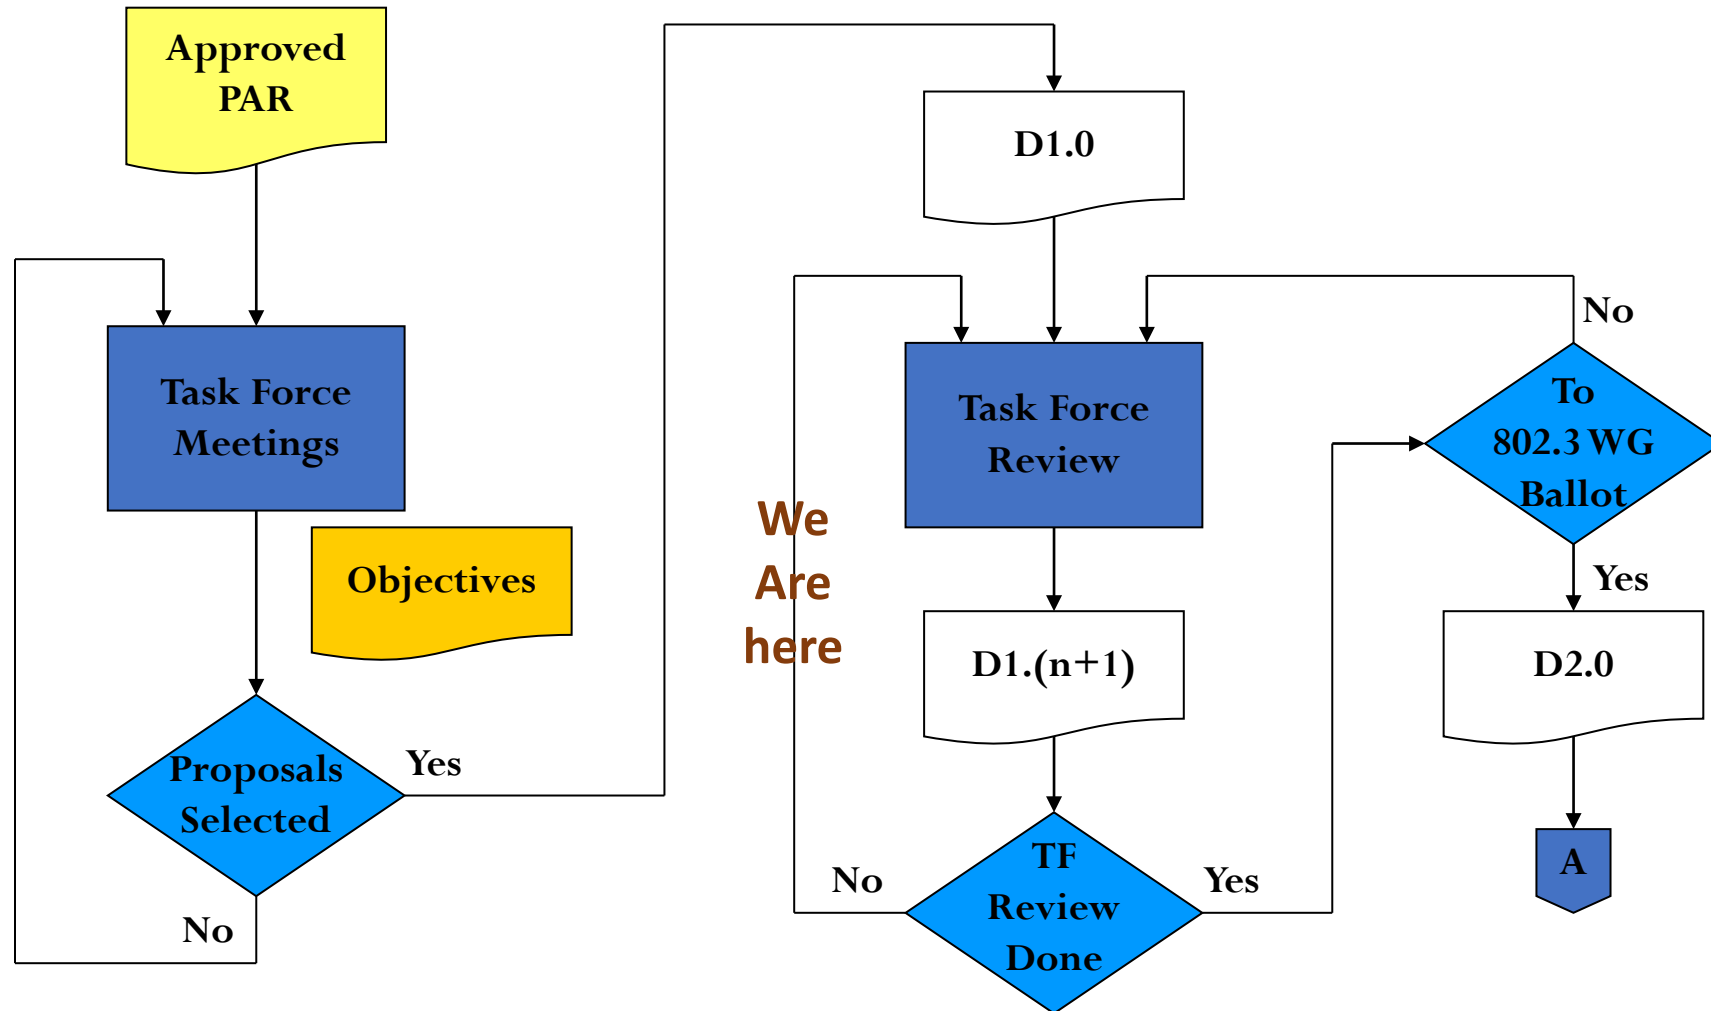 Approved
PAR
Task Force
Meetings
Objectives
Proposals
Selected
Yes
No
D1.0
Task Force
Review
We
Are
here
D1.(n+1)
TF
Review
Done
No
Yes
To
802.3 WG
Ballot
No
Yes
D2.0
A